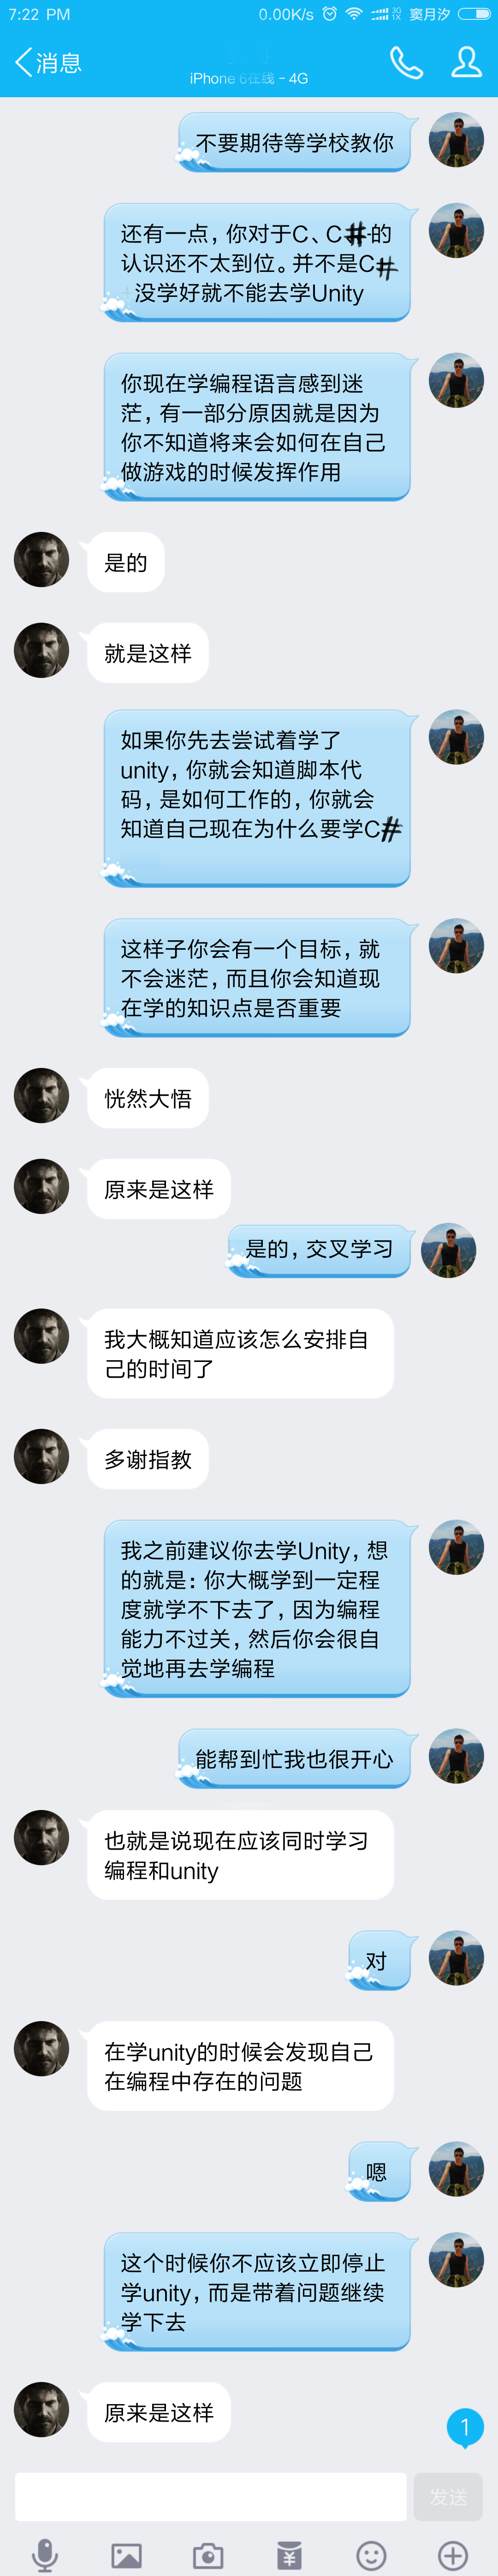 7:22 PM
0.00K/s 3G 1X 窦月汐
消息
iPhone 6在线 - 4G
不要期待等学校教你
还有一点，你对于C、C#的
认识还不太到位。并不是C#
没学好就不能去学Unity
你现在学编程语言感到迷
茫，有一部分原因就是因为
你不知道将来会如何在自己
做游戏的时候发挥作用
是的
就是这样
如果你先去尝试着学了
unity，你就会知道脚本代
码，是如何工作的，你就会
知道自己现在为什么要学C#
这样子你会有一个目标，就
不会迷茫，而且你会知道现
在学的知识点是否重要
恍然大悟
原来是这样
是的，交叉学习
我大概知道应该怎么安排自
己的时间了
多谢指教
我之前建议你去学Unity，想
的就是：你大概学到一定程
度就学不下去了，因为编程
能力不过关，然后你会很自
觉地再去学编程
能帮到忙我也很开心
也就是说现在应该同时学习
编程和unity
对
在学unity的时候会发现自己
在编程中存在的问题
嗯
这个时候你不应该立即停止
学unity，而是带着问题继续
学下去
原来是这样
1
发送
¥